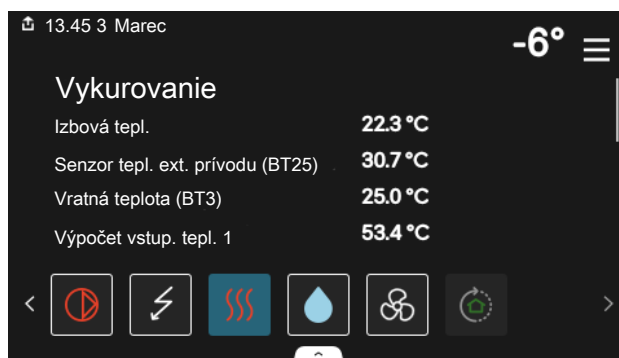 13.45 3 Marec
-6°
Vykurovanie
Izbová tepl. 22.3 °C
Senzor tepl. ext. prívodu (BT25) 30.7 °C
Vratná teplota (BT3) 25.0 °C
Výpočet vstup. tepl. 1 53.4 °C